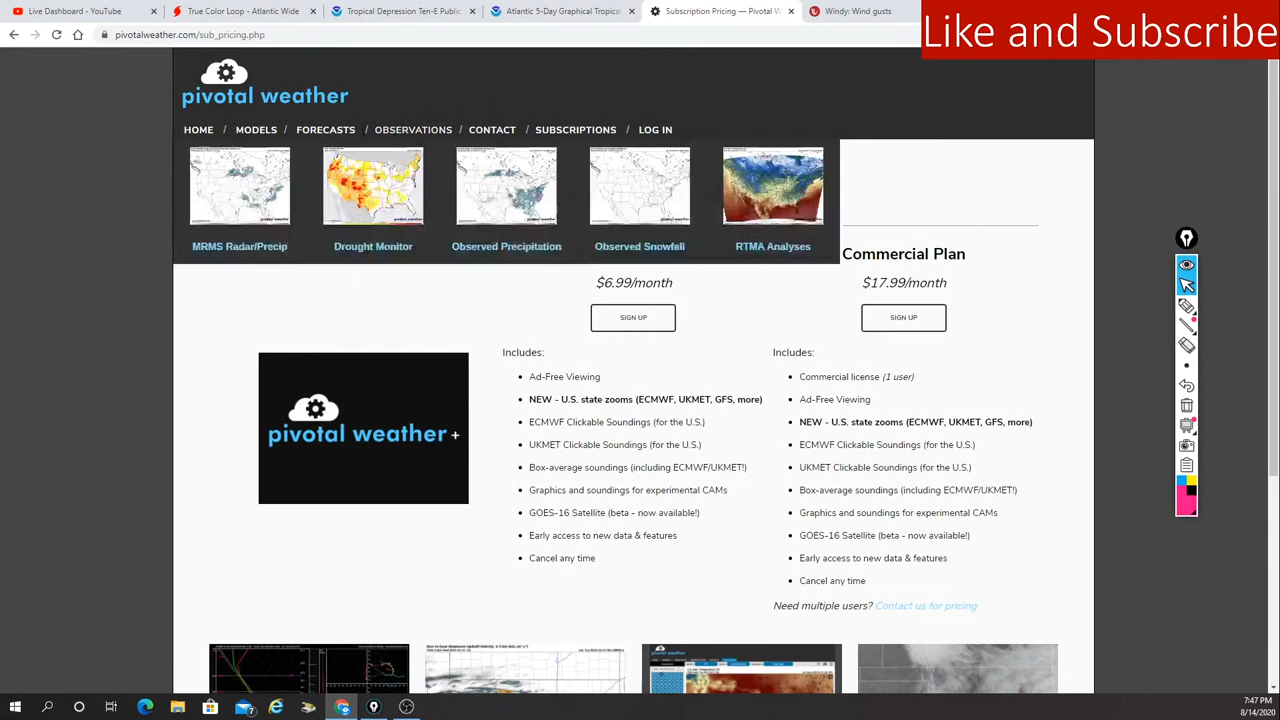 Live Dashboard - YouTube
True Color Loop - Atlantic Wide
Tropical Depression Ten-E Public
Atlantic 5-Day Graphical Tropical
Subscription Pricing — Pivotal W
Windy: Wind gusts
Like and Subscribe
pivotalweather.com/sub_pricing.php
pivotal weather
HOME / MODELS / FORECASTS / OBSERVATIONS / CONTACT / SUBSCRIPTIONS / LOG IN
MRMS Radar/Precip
Drought Monitor
Observed Precipitation
Observed Snowfall
RTMA Analyses
$6.99/month
SIGN UP
Includes:
Ad-Free Viewing
NEW - U.S. state zooms (ECMWF, UKMET, GFS, more)
ECMWF Clickable Soundings (for the U.S.)
UKMET Clickable Soundings (for the U.S.)
Box-average soundings (including ECMWF/UKMET!)
Graphics and soundings for experimental CAMs
GOES-16 Satellite (beta - now available!)
Early access to new data & features
Cancel any time
Commercial Plan
$17.99/month
SIGN UP
Includes:
Commercial license (1 user)
Ad-Free Viewing
NEW - U.S. state zooms (ECMWF, UKMET, GFS, more)
ECMWF Clickable Soundings (for the U.S.)
UKMET Clickable Soundings (for the U.S.)
Box-average soundings (including ECMWF/UKMET!)
Graphics and soundings for experimental CAMs
GOES-16 Satellite (beta - now available!)
Early access to new data & features
Cancel any time
Need multiple users? Contact us for pricing
pivotal weather +
pivotal weather
7:47 PM
8/14/2020